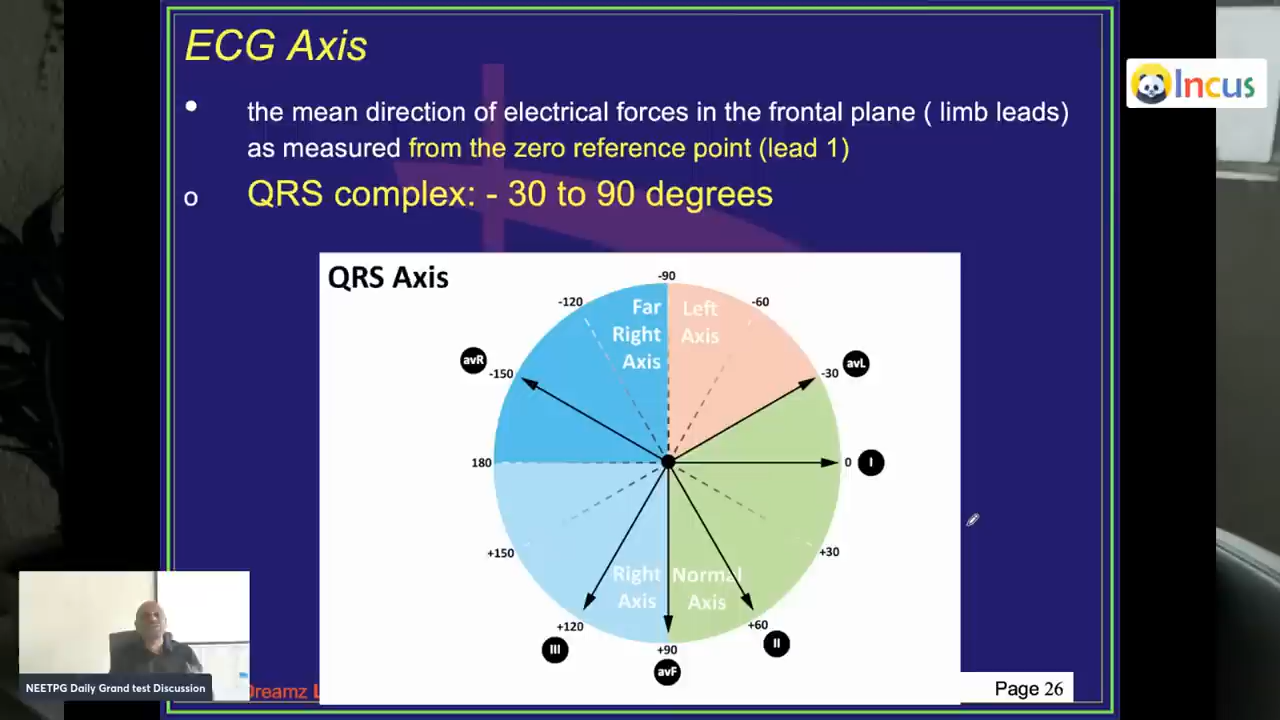 ECG Axis
Incus
• the mean direction of electrical forces in the frontal plane ( limb leads)
as measured from the zero reference point (lead 1)
o QRS complex: - 30 to 90 degrees
QRS Axis
-90
-120
-60
Far
Right
Axis
Left
Axis
avR
-150
-30
avL
180
0
I
+150
+30
Right
Axis
Normal
Axis
+120
+60
III
II
+90
avF
NEETPG Daily Grand test Discussion
Page 26